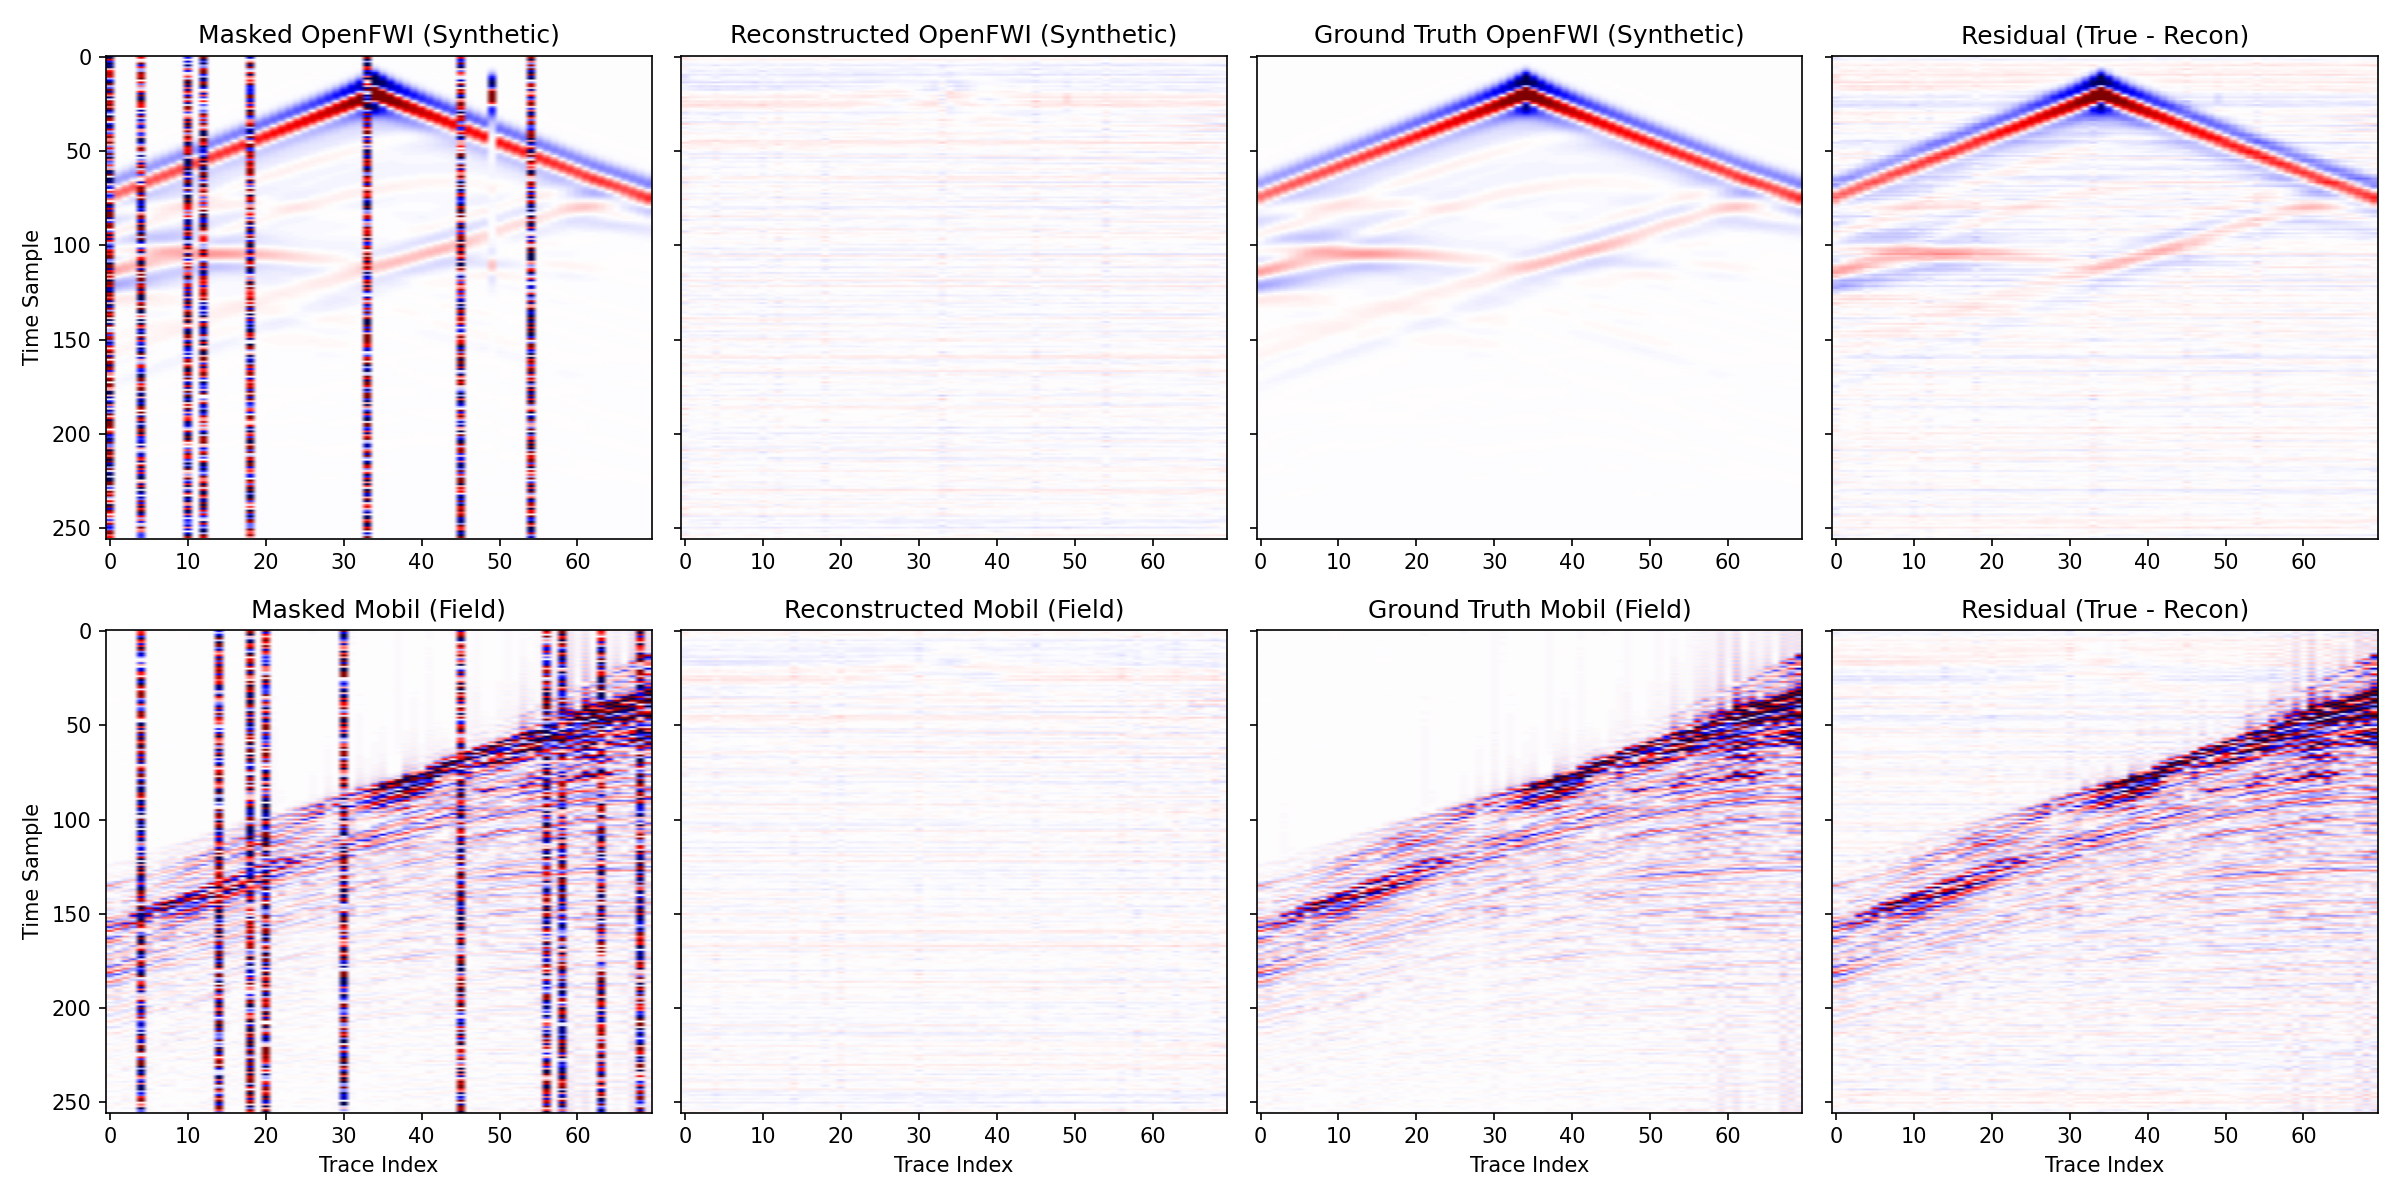 Masked OpenFWI (Synthetic)
Reconstructed OpenFWI (Synthetic)
Ground Truth OpenFWI (Synthetic)
Residual (True - Recon)
Time Sample
0
50
100
150
200
250
0 10 20 30 40 50 60
0 10 20 30 40 50 60
0 10 20 30 40 50 60
0 10 20 30 40 50 60
Masked Mobil (Field)
Reconstructed Mobil (Field)
Ground Truth Mobil (Field)
Residual (True - Recon)
Time Sample
0
50
100
150
200
250
0 10 20 30 40 50 60
0 10 20 30 40 50 60
0 10 20 30 40 50 60
0 10 20 30 40 50 60
Trace Index
Trace Index
Trace Index
Trace Index